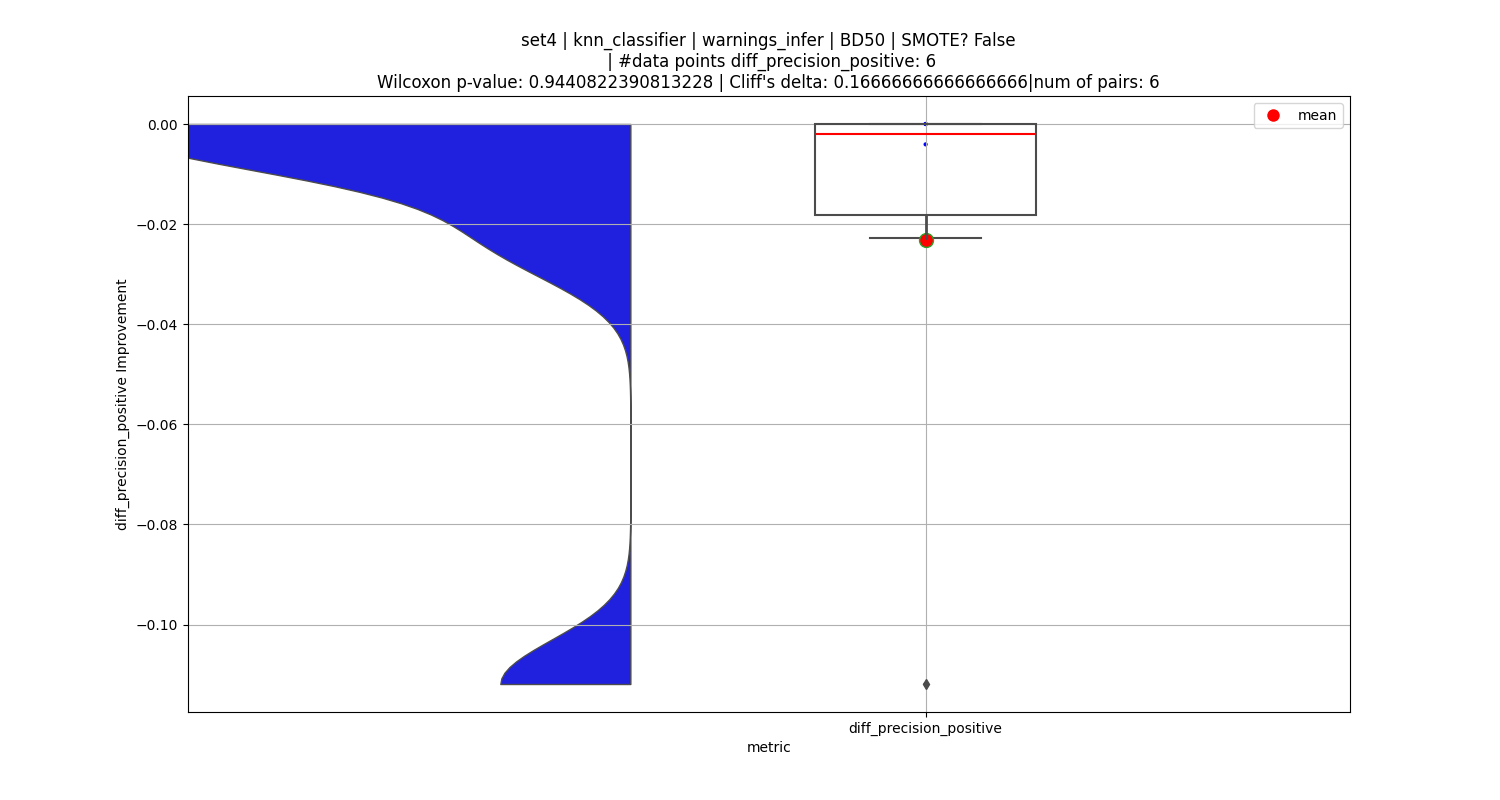 set4 | knn_classifier | warnings_infer | BD50 | SMOTE? False
| #data points diff_precision_positive: 6
Wilcoxon p-value: 0.9440822390813228 | Cliff's delta: 0.16666666666666666|num of pairs: 6
mean
0.00
−0.02
−0.04
−0.06
−0.08
−0.10
diff_precision_positive Improvement
diff_precision_positive
metric